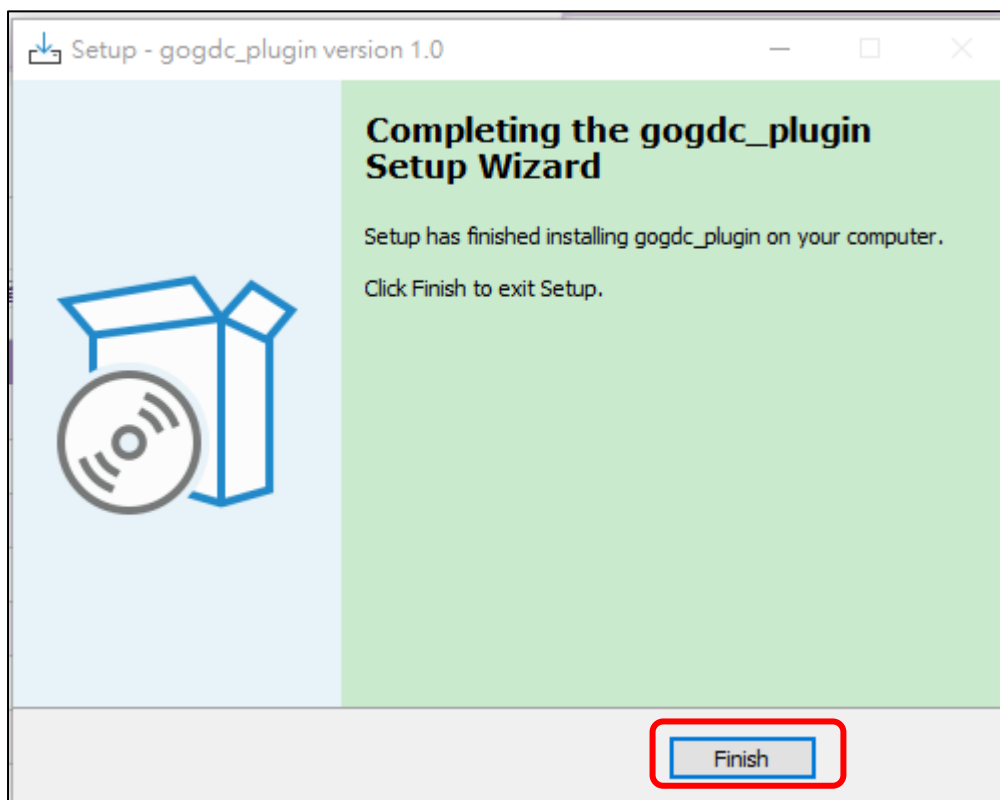 Setup - gogdc_plugin version 1.0
Completing the gogdc_plugin
Setup Wizard
Setup has finished installing gogdc_plugin on your computer.
Click Finish to exit Setup.
Finish